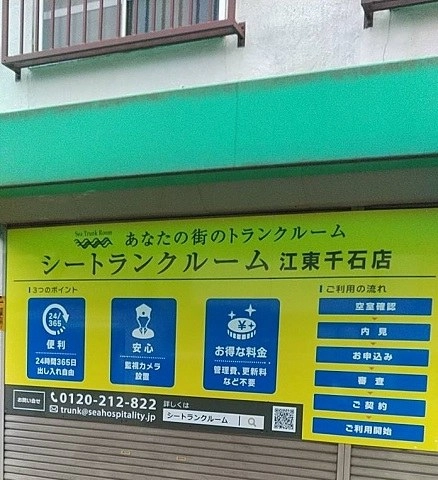 Sea Trunk Room
あなたの街のトランクルーム
シートランクルーム 江東千石店
3つのポイント
24/365
便利
24時間365日
出し入れ自由
安心
監視カメラ
設置
お得な料金
管理費、更新料
など不要
ご利用の流れ
空室確認
内見
お申込み
審査
ご契約
ご利用開始
お問い合せ
0120-212-822
trunk@seahospitality.jp
詳しくは
シートランクルーム